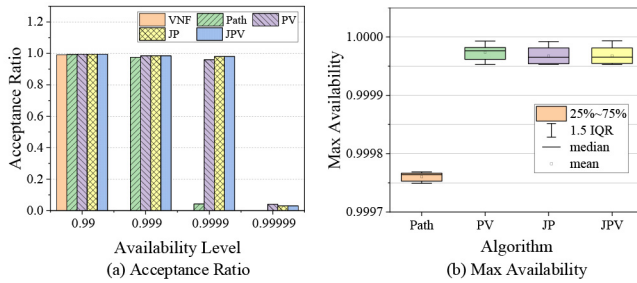 VNF Path PV
JP JPV
1.0
0.8
0.6
0.4
0.2
0.0
0.99 0.999 0.9999 0.99999
Acceptance Ratio
Availability Level
(a) Acceptance Ratio
1.0000
0.9999
0.9998
0.9997
Max Availability
25%~75%
1.5 IQR
median
mean
Path PV JP JPV
Algorithm
(b) Max Availability